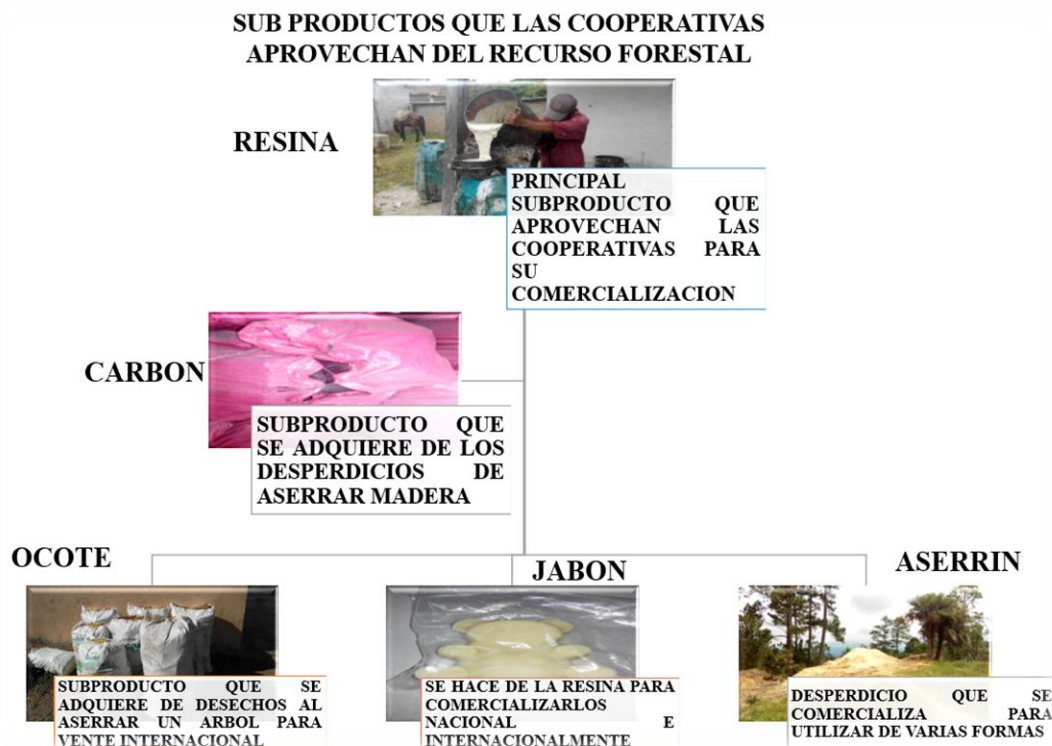 SUB PRODUCTOS QUE LAS COOPERATIVAS
APROVECHAN DEL RECURSO FORESTAL
RESINA
PRINCIPAL
SUBPRODUCTO QUE
APROVECHAN LAS
COOPERATIVAS PARA
SU
COMERCIALIZACION
CARBON
SUBPRODUCTO QUE
SE ADQUIERE DE LOS
DESPERDICIOS DE
ASERRAR MADERA
OCOTE
SUBPRODUCTO QUE SE
ADQUIERE DE DESECHOS AL
ASERRAR UN ARBOL PARA
VENTE INTERNACIONAL
JABON
SE HACE DE LA RESINA PARA
COMERCIALIZARLOS
NACIONAL E
INTERNACIONALMENTE
ASERRIN
DESPERDICIO QUE SE
COMERCIALIZA PARA
UTILIZAR DE VARIAS FORMAS